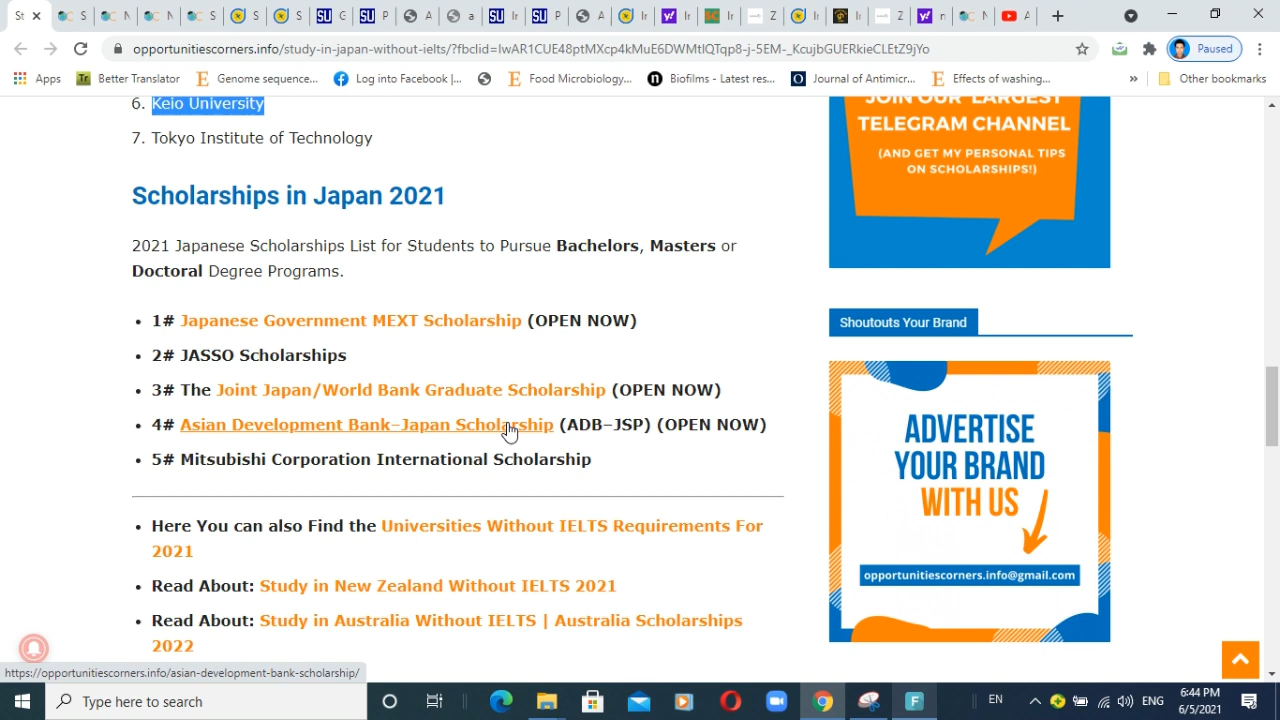 St
S
N
N
S
S
S
G
P
A
a
Ir
P
A
Ir
Ir
Ir
Z
Ir
Ir
Z
n
N
A
opportunitiescorners.info/study-in-japan-without-ielts/?fbclid=IwAR1CUE48ptMXcp4kMuE6DWMtlQTqp8-j-5EM-_KcujbGUERkieCLEtZ9jYo
Paused
Apps
Better Translator
Genome sequence...
Log into Facebook |...
Food Microbiology...
Biofilms - Latest res...
Journal of Antimicr...
Effects of washing...
»
Other bookmarks
6. Keio University
7. Tokyo Institute of Technology
Scholarships in Japan 2021
2021 Japanese Scholarships List for Students to Pursue Bachelors, Masters or
Doctoral Degree Programs.
• 1# Japanese Government MEXT Scholarship (OPEN NOW)
• 2# JASSO Scholarships
• 3# The Joint Japan/World Bank Graduate Scholarship (OPEN NOW)
• 4# Asian Development Bank–Japan Scholarship (ADB–JSP) (OPEN NOW)
• 5# Mitsubishi Corporation International Scholarship
• Here You can also Find the Universities Without IELTS Requirements For
2021
• Read About: Study in New Zealand Without IELTS 2021
• Read About: Study in Australia Without IELTS | Australia Scholarships
2022
JOIN OUR LARGEST
TELEGRAM CHANNEL
(AND GET MY PERSONAL TIPS
ON SCHOLARSHIPS!)
Shoutouts Your Brand
ADVERTISE
YOUR BRAND
WITH US
opportunitiescorners.info@gmail.com
https://opportunitiescorners.info/asian-development-bank-scholarship/
Type here to search
EN
ENG
6:44 PM
6/5/2021